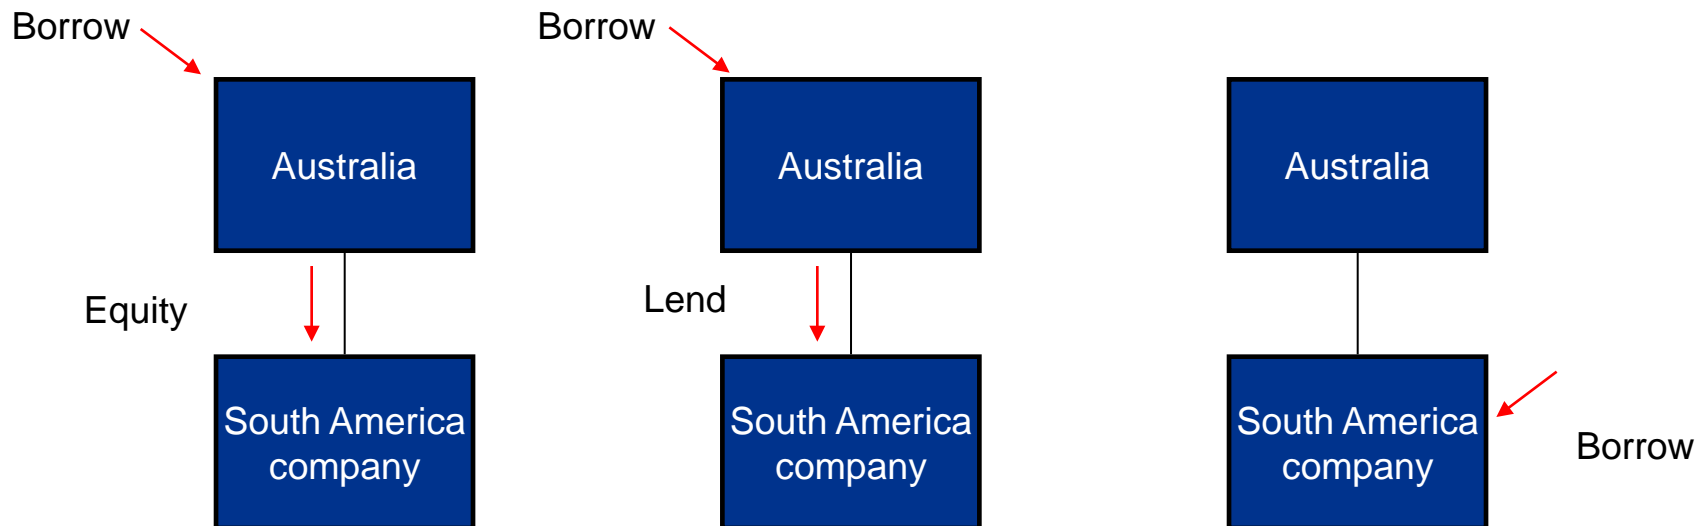 Borrow
Borrow
Australia
Australia
Australia
Equity
Lend
South America
company
South America
company
South America
company
Borrow